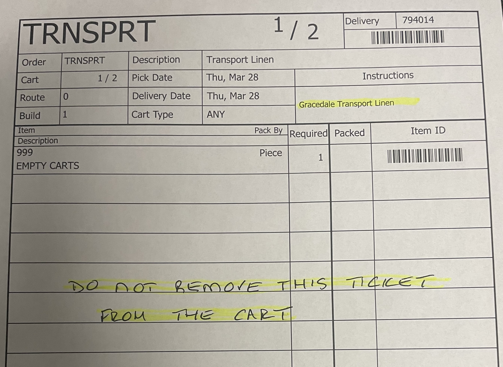 TRNSPRT 1 / 2 Delivery 794014
Order TRNSPRT Description Transport Linen
Cart 1 / 2 Pick Date Thu, Mar 28 Instructions
Route 0 Delivery Date Thu, Mar 28
Gracedale Transport Linen
Build 1 Cart Type ANY
Item Pack By Required Packed Item ID
Description
999 Piece 1
EMPTY CARTS
DO NOT REMOVE THIS TICKET
FROM THE CART